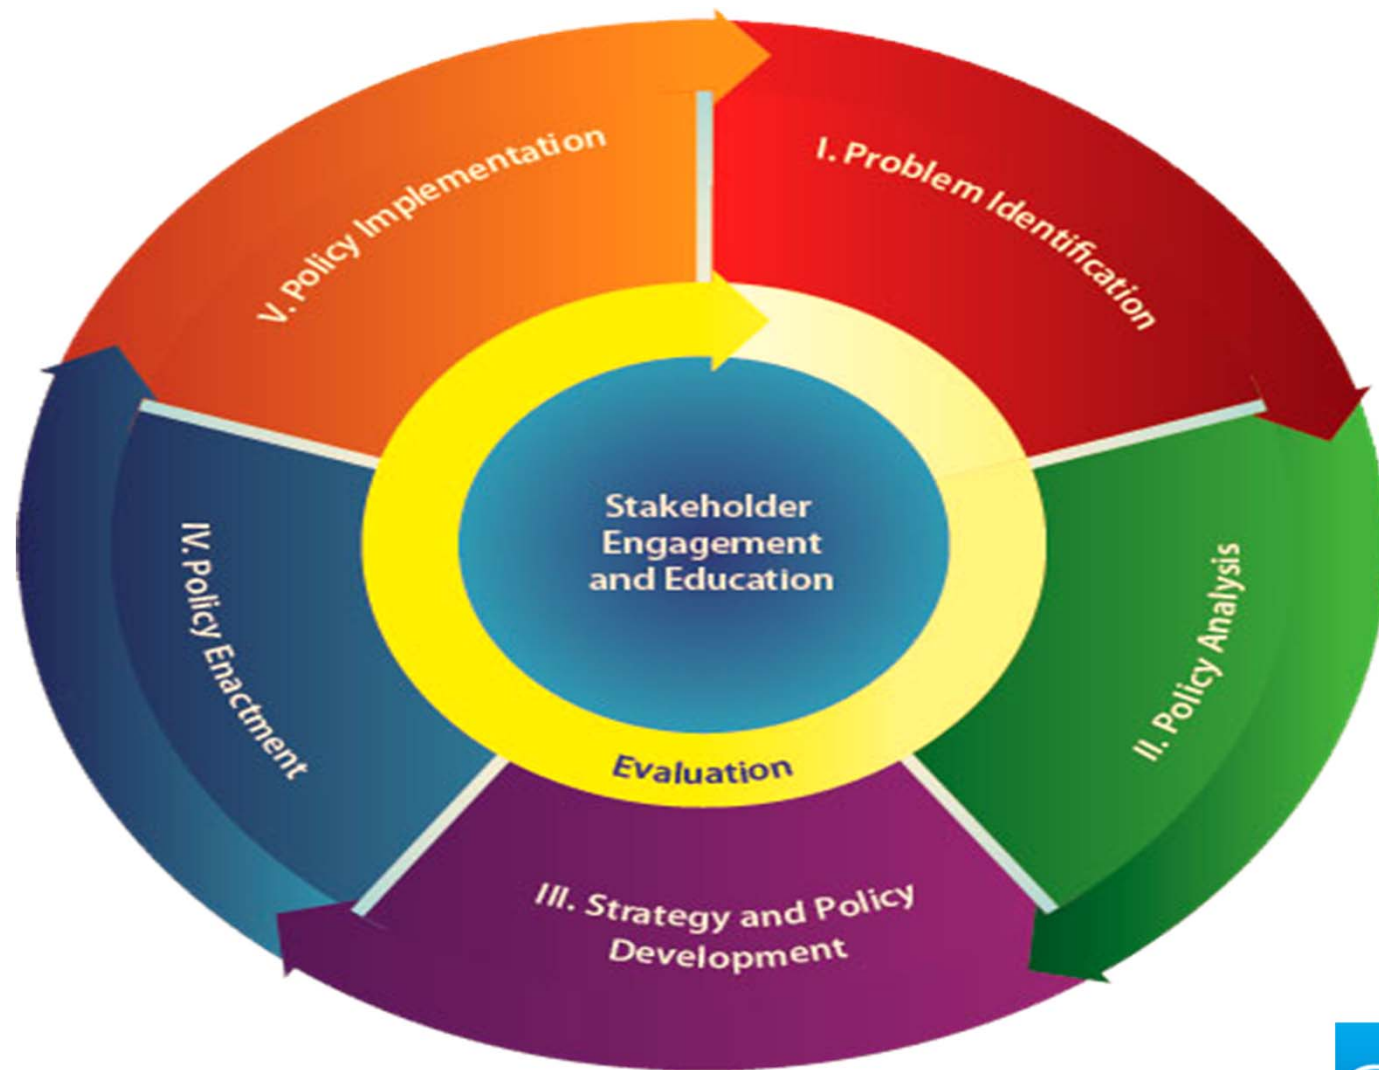 I. Problem Identification
II. Policy Analysis
III. Strategy and Policy
Development
IV. Policy Enactment
V. Policy Implementation
Evaluation
Stakeholder
Engagement
and Education